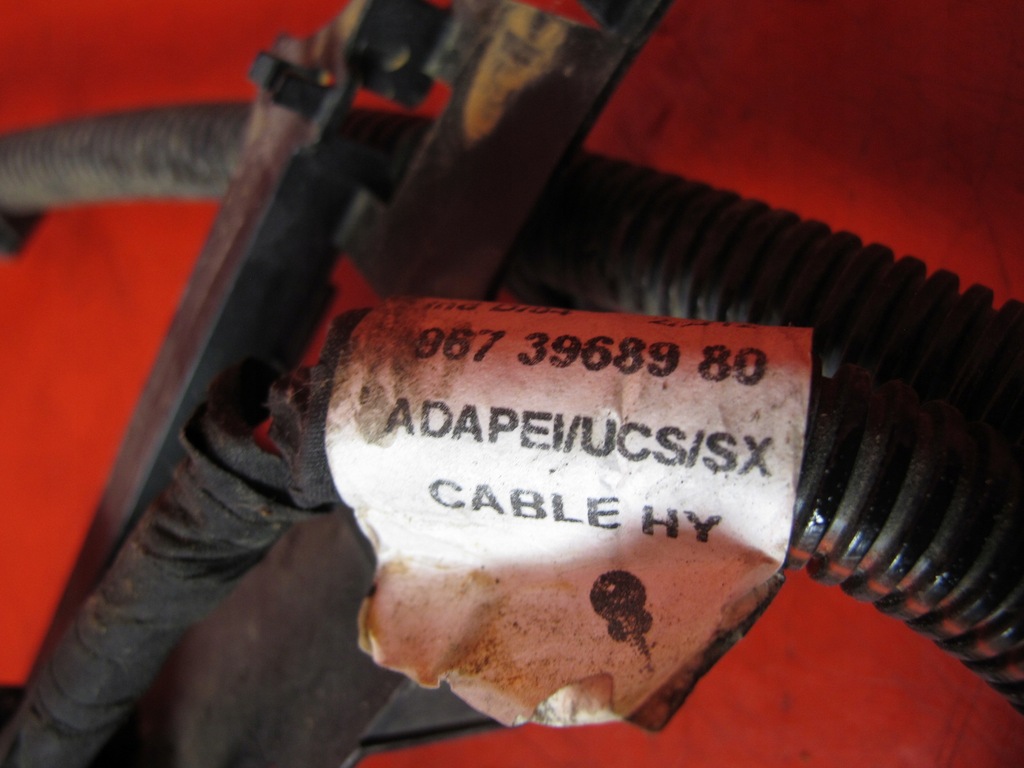 967 39689 80
ADAPEI/UCS/SX
CABLE HY